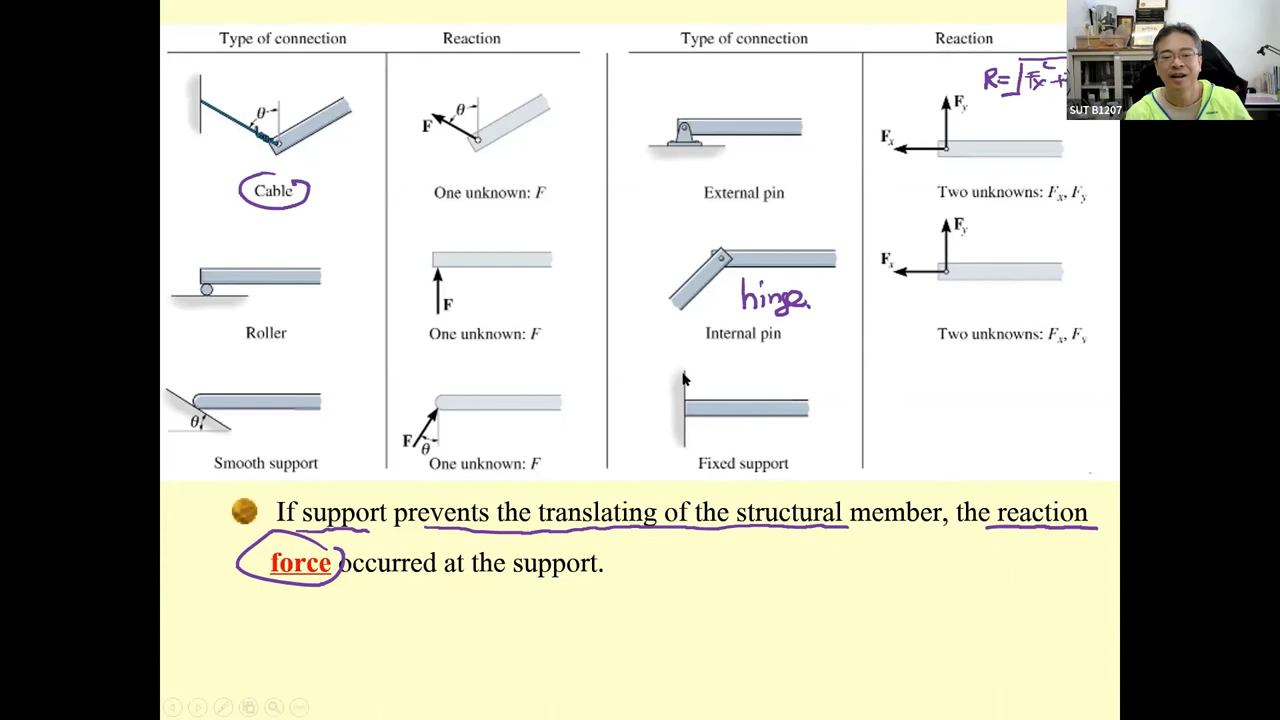 Type of connection
Reaction
θ
F
θ
Cable
One unknown: F
F
Roller
One unknown: F
θ
F
θ
Smooth support
One unknown: F
Type of connection
Reaction
R=√Fx²+
Fy
Fx
External pin
Two unknowns: Fx, Fy
Fy
Fx
hinge.
Internal pin
Two unknowns: Fx, Fy
Fixed support
If support prevents the translating of the structural member, the reaction
force occurred at the support.
SUT B1207